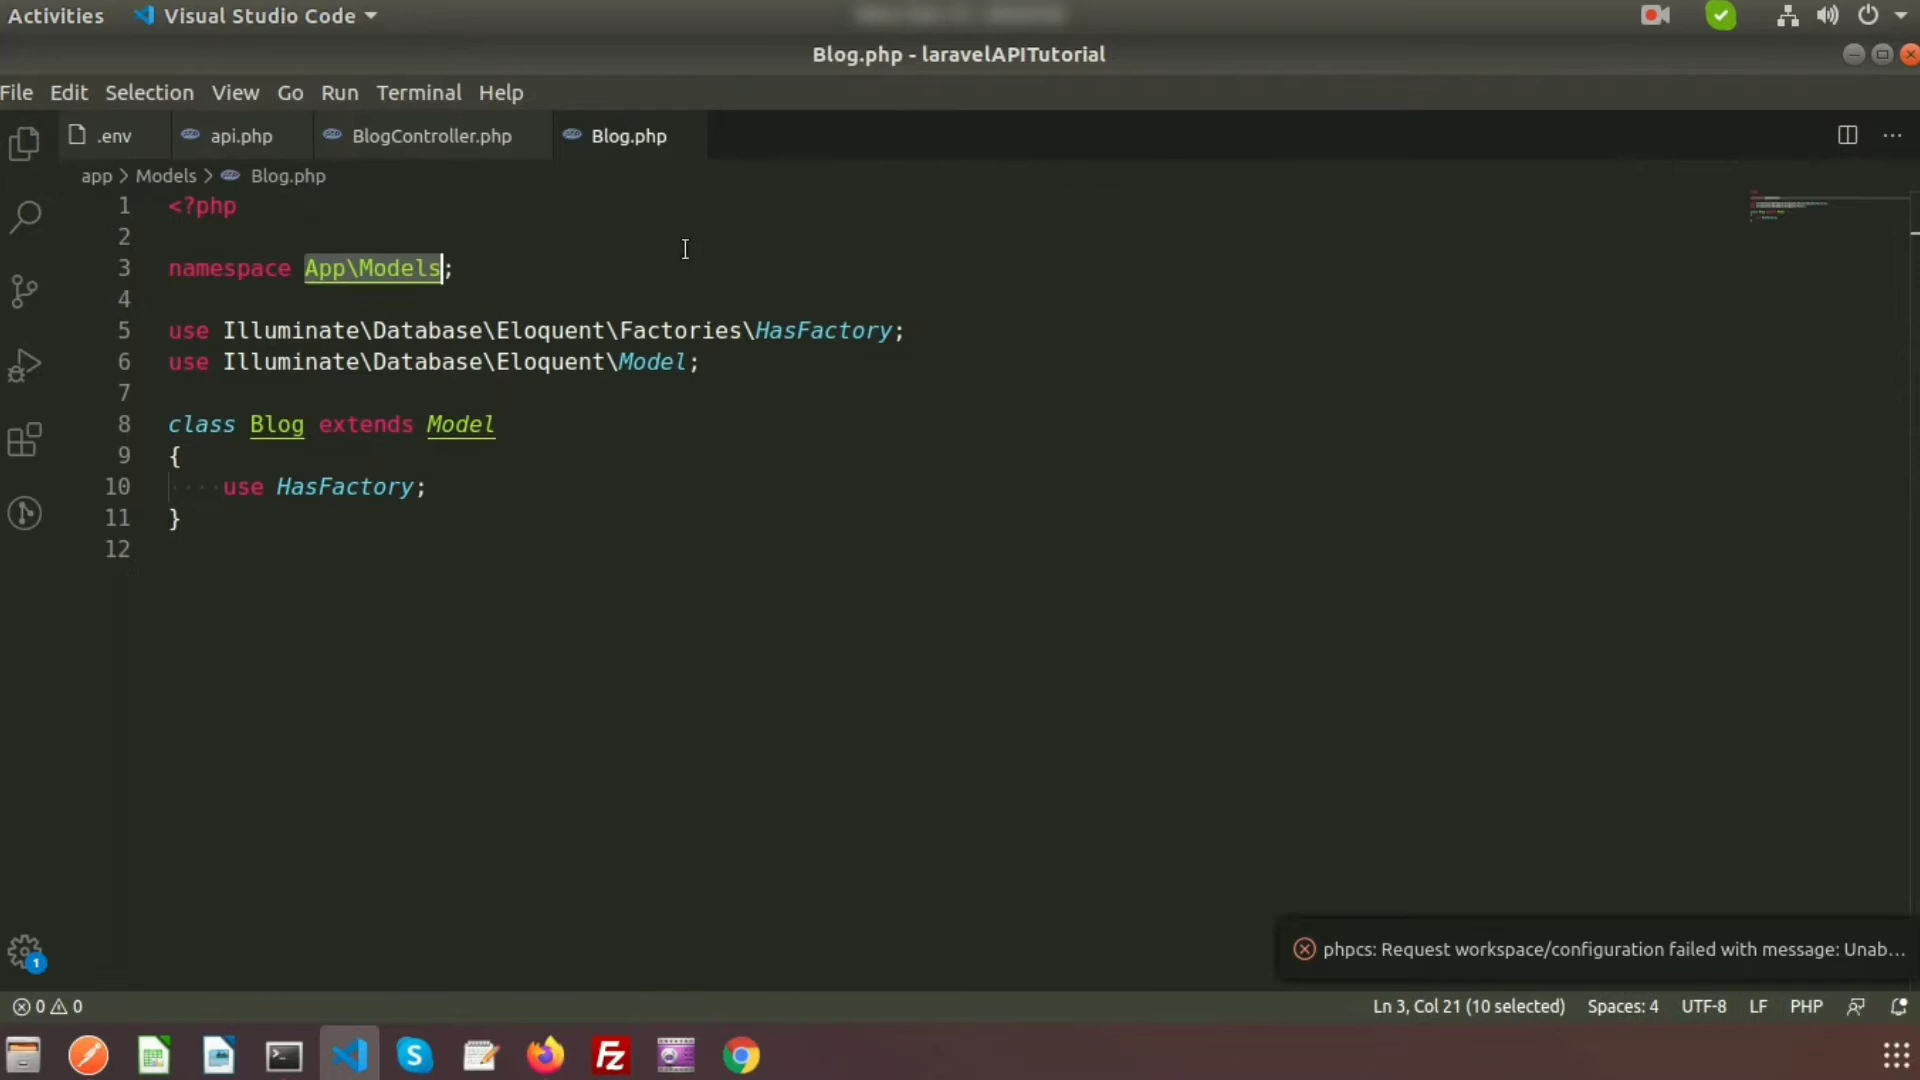 Activities Visual Studio Code
Blog.php - laravelAPITutorial
File Edit Selection View Go Run Terminal Help
.env api.php BlogController.php Blog.php
app > Models > Blog.php
1 <?php
2
3 namespace App\Models;
4
5 use Illuminate\Database\Eloquent\Factories\HasFactory;
6 use Illuminate\Database\Eloquent\Model;
7
8 class Blog extends Model
9 {
10 ····use HasFactory;
11 }
12
1
phpcs: Request workspace/configuration failed with message: Unab...
0 0 Ln 3, Col 21 (10 selected) Spaces: 4 UTF-8 LF PHP
S Fz